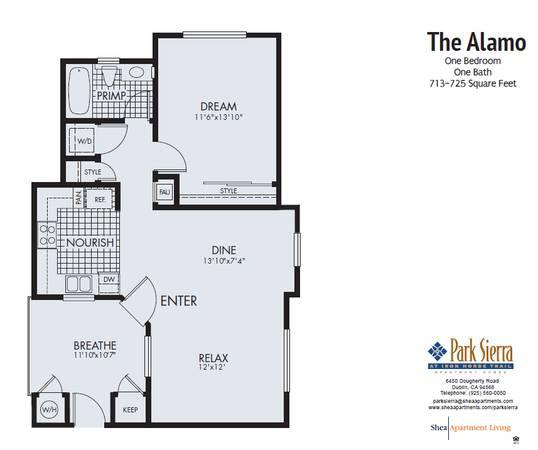 The Alamo
One Bedroom
One Bath
713-725 Square Feet
PRIMP
DREAM
11'6"x13'10"
W/D
STYLE
FAU
STYLE
PAN.
REF.
NOURISH
DINE
13'10"x7'4"
DW
ENTER
BREATHE
11'10"x10'7"
RELAX
12'x12'
W/H
KEEP
Park Sierra
AT IRON HORSE TRAIL
APARTMENT HOMES
6450 Dougherty Road
Dublin, CA 94568
Telephone: (925) 560-0050
parksierra@sheaapartments.com
www.sheaapartments.com/parksierra
Shea Apartment Living